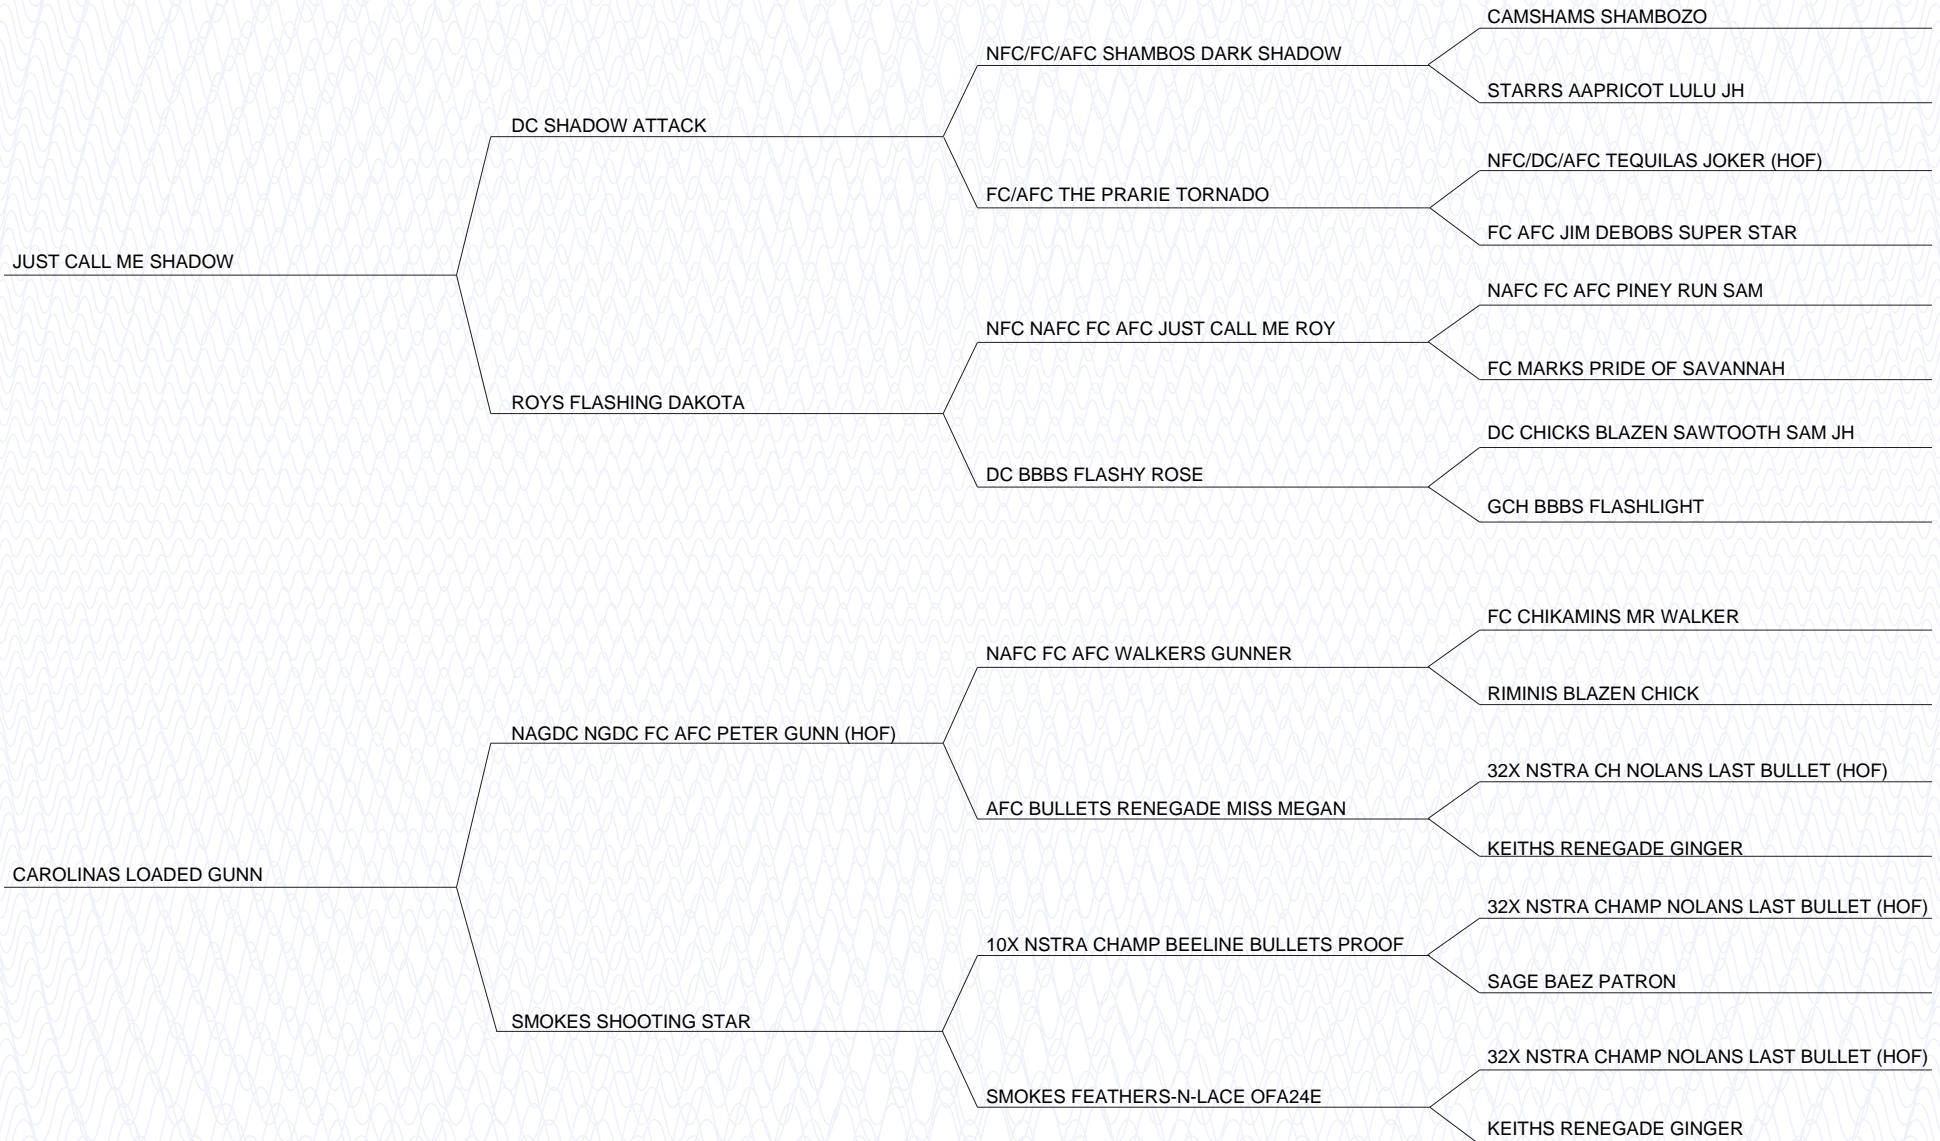 CAMSHAMS SHAMBOZO
NFC/FC/AFC SHAMBOS DARK SHADOW
STARRS AAPRICOT LULU JH
DC SHADOW ATTACK
NFC/DC/AFC TEQUILAS JOKER (HOF)
FC/AFC THE PRARIE TORNADO
FC AFC JIM DEBOBS SUPER STAR
JUST CALL ME SHADOW
NAFC FC AFC PINEY RUN SAM
NFC NAFC FC AFC JUST CALL ME ROY
FC MARKS PRIDE OF SAVANNAH
ROYS FLASHING DAKOTA
DC CHICKS BLAZEN SAWTOOTH SAM JH
DC BBBS FLASHY ROSE
GCH BBBS FLASHLIGHT
FC CHIKAMINS MR WALKER
NAFC FC AFC WALKERS GUNNER
RIMINIS BLAZEN CHICK
NAGDC NGDC FC AFC PETER GUNN (HOF)
32X NSTRA CH NOLANS LAST BULLET (HOF)
AFC BULLETS RENEGADE MISS MEGAN
KEITHS RENEGADE GINGER
CAROLINAS LOADED GUNN
32X NSTRA CHAMP NOLANS LAST BULLET (HOF)
10X NSTRA CHAMP BEELINE BULLETS PROOF
SAGE BAEZ PATRON
SMOKES SHOOTING STAR
32X NSTRA CHAMP NOLANS LAST BULLET (HOF)
SMOKES FEATHERS-N-LACE OFA24E
KEITHS RENEGADE GINGER